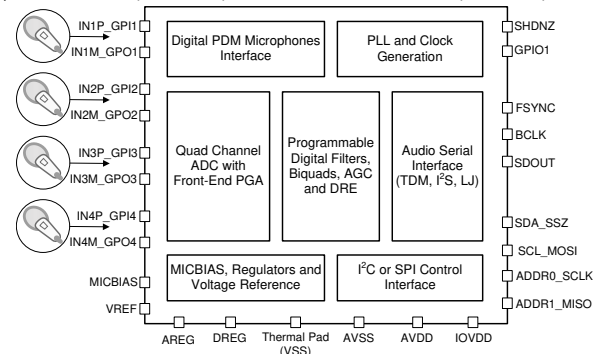 IN1P_GPI1
IN1M_GPO1
IN2P_GPI2
IN2M_GPO2
IN3P_GPI3
IN3M_GPO3
IN4P_GPI4
IN4M_GPO4
MICBIAS
VREF
Digital PDM Microphones
Interface
PLL and Clock
Generation
Quad Channel
ADC with
Front-End PGA
Programmable
Digital Filters,
Biquads, AGC
and DRE
Audio Serial
Interface
(TDM, I²S, LJ)
MICBIAS, Regulators and
Voltage Reference
I²C or SPI Control
Interface
SHDNZ
GPIO1
FSYNC
BCLK
SDOUT
SDA_SSZ
SCL_MOSI
ADDR0_SCLK
ADDR1_MISO
AREG
DREG
Thermal Pad
(VSS)
AVSS
AVDD
IOVDD